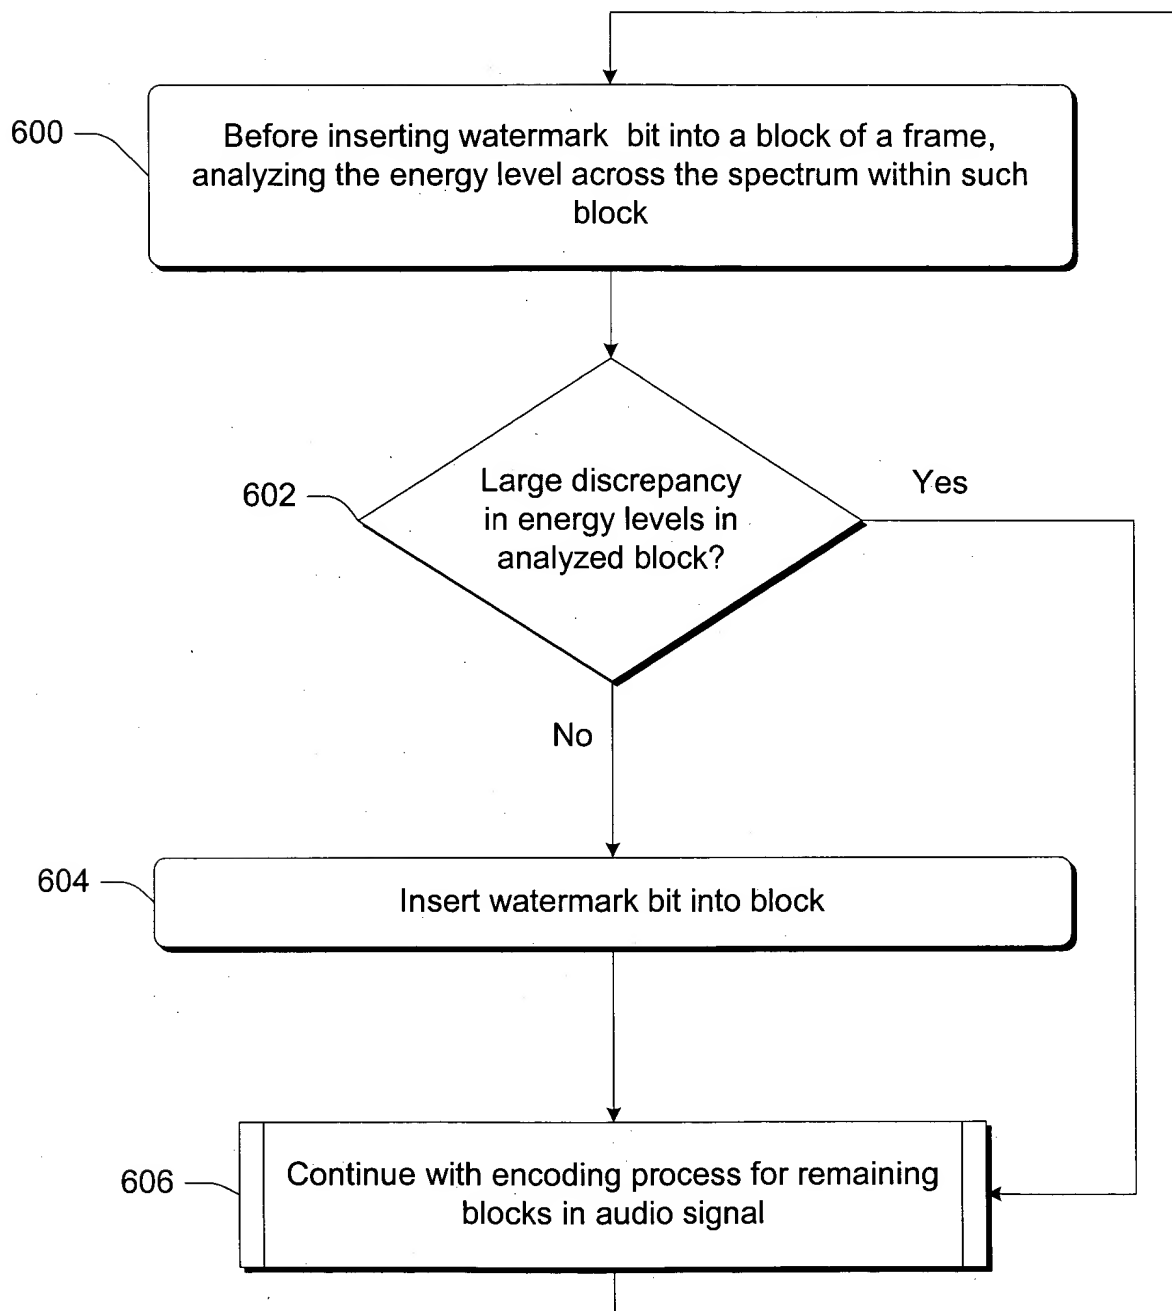 600
Before inserting watermark bit into a block of a frame,
analyzing the energy level across the spectrum within such
block
602
Large discrepancy
in energy levels in
analyzed block?
Yes
No
604
Insert watermark bit into block
606
Continue with encoding process for remaining
blocks in audio signal